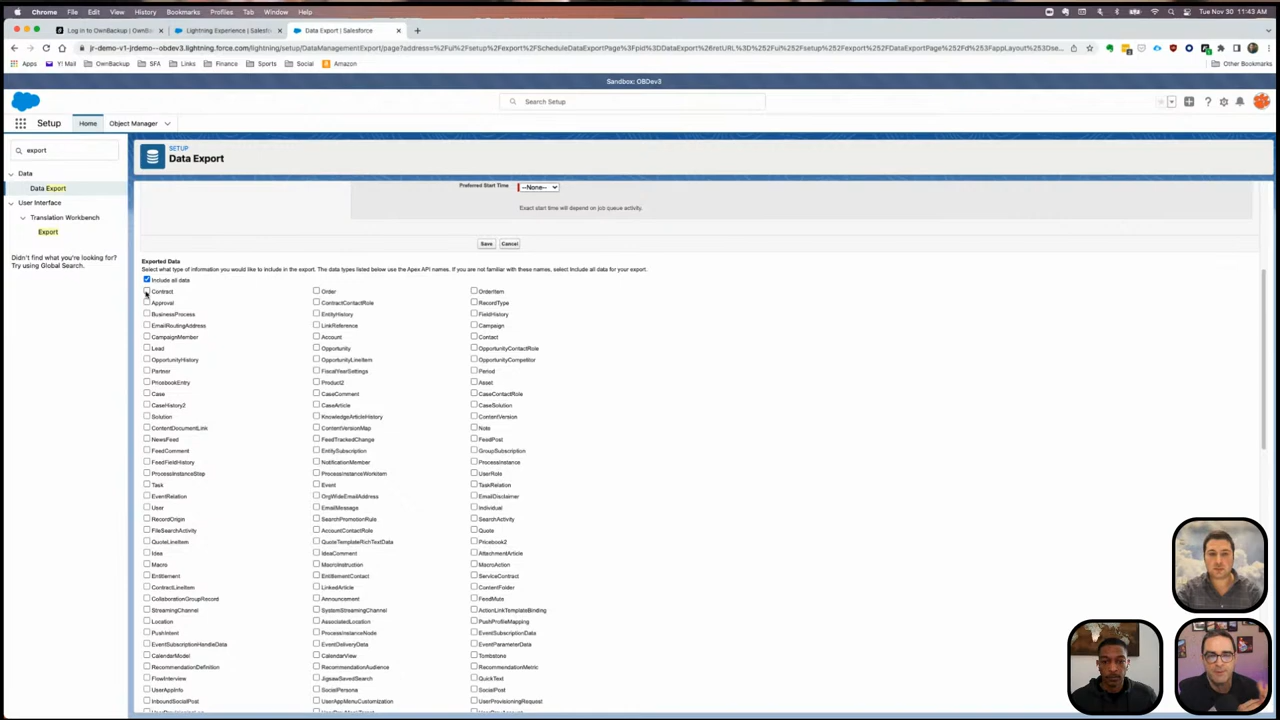 Chrome File Edit View History Bookmarks Profiles Tab Window Help
Tue Nov 30 11:43 AM
Log in to OwnBackup | OwnBa
Lightning Experience | Salesfo
Data Export | Salesforce
Apps Y! Mail OwnBackup SFA Links Finance Sports Social Amazon Other Bookmarks
Sandbox: OBDev3
Search Setup
Setup Home Object Manager
export
Data
Data Export
User Interface
Translation Workbench
Export
Didn't find what you're looking for?
Try using Global Search.
SETUP
Data Export
Preferred Start Time --None--
Exact start time will depend on job queue activity.
Save Cancel
Exported Data
Select what type of information you would like to include in the export. The data types listed below use the Apex API names. If you are not familiar with these names, select Include all data for your export.
Include all data
Contract Order OrderItem
Approval ContractContactRole RecordType
BusinessProcess EntityHistory FieldHistory
EmailRoutingAddress LinkReference Campaign
CampaignMember Account Contact
Lead Opportunity OpportunityContactRole
OpportunityHistory OpportunityLineItem OpportunityCompetitor
Partner FiscalYearSettings Period
PricebookEntry Product2 Asset
Case CaseComment CaseContactRole
CaseHistory2 CaseArticle CaseSolution
Solution KnowledgeArticleHistory ContentVersion
ContentDocumentLink ContentVersionMap Note
NewsFeed FeedTrackedChange FeedPost
FeedComment EntitySubscription GroupSubscription
FeedFieldHistory NotificationMember ProcessInstance
ProcessInstanceStep ProcessInstanceWorkitem UserRole
Task Event TaskRelation
EventRelation OrgWideEmailAddress EmailDisclaimer
User EmailMessage Individual
RecordOrigin SearchPromotionRule SearchActivity
FileSearchActivity AccountContactRole Quote
QuoteLineItem QuoteTemplateRichTextData Pricebook2
Idea IdeaComment AttachmentArticle
Macro MacroInstruction MacroAction
Entitlement EntitlementContact ServiceContract
ContractLineItem LinkedArticle ContentFolder
CollaborationGroupRecord Announcement FeedMute
StreamingChannel SystemStreamingChannel ActionLinkTemplateBinding
Location AssociatedLocation PushProfileMapping
PushIntent ProcessInstanceNode EventSubscriptionData
EventSubscriptionHandleData EventDeliveryData EventParameterData
CalendarModel CalendarView Tombstone
RecommendationDefinition RecommendationAudience RecommendationMetric
FlowInterview JigsawSavedSearch QuickText
UserAppInfo SocialPersona SocialPost
InboundSocialPost UserAppMenuCustomization UserProvisioningRequest